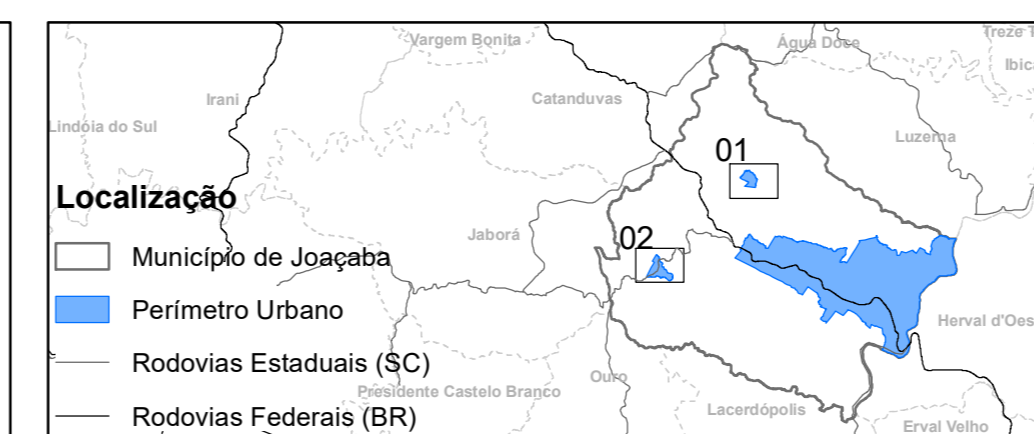 Vargem Bonita
Água Doce
Treze T
Ibic
Irani
Catanduvas
Lindóia do Sul
Luzerna
01
Localização
Jaborá
02
Município de Joaçaba
Perímetro Urbano
Herval d'Oes
Rodovias Estaduais (SC)
Ouro
Presidente Castelo Branco
Lacerdópolis
Rodovias Federais (BR)
Erval Velho